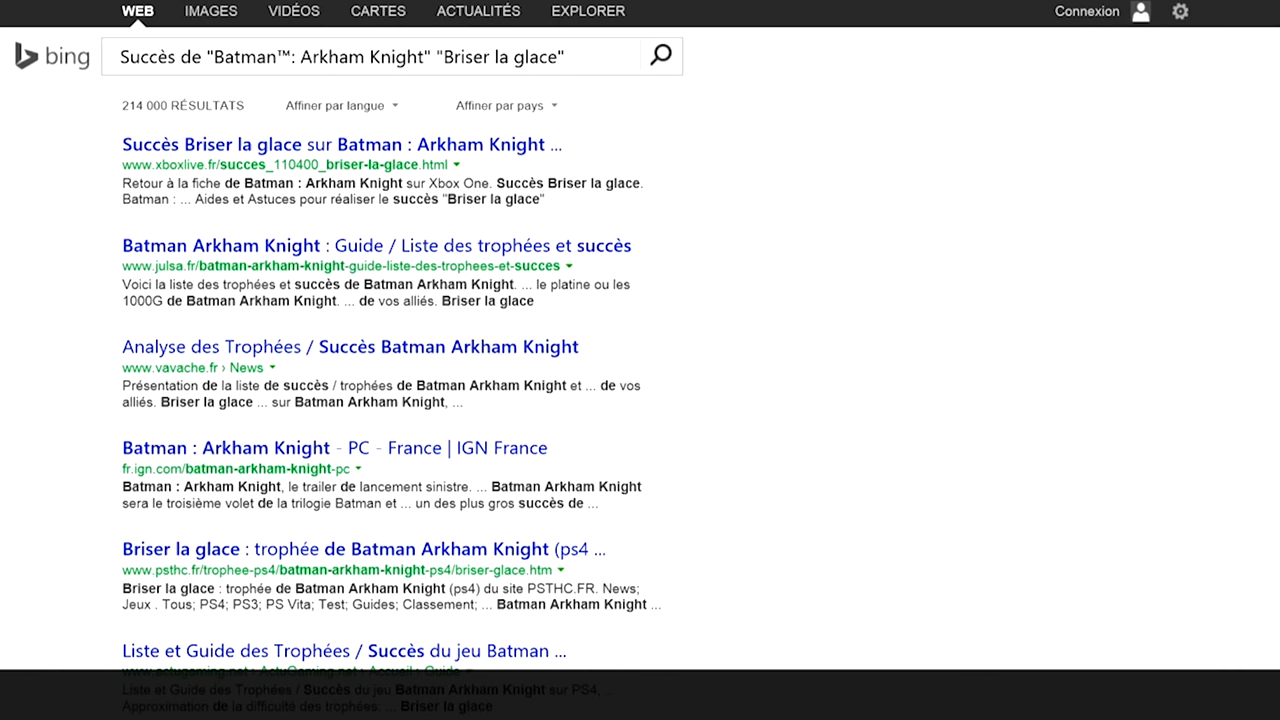 WEB IMAGES VIDÉOS CARTES ACTUALITÉS EXPLORER Connexion
bing Succès de "Batman™: Arkham Knight" "Briser la glace"
214 000 RÉSULTATS Affiner par langue Affiner par pays
Succès Briser la glace sur Batman : Arkham Knight ...
www.xboxlive.fr/succes_110400_briser-la-glace.html
Retour à la fiche de Batman : Arkham Knight sur Xbox One. Succès Briser la glace.
Batman : ... Aides et Astuces pour réaliser le succès "Briser la glace"
Batman Arkham Knight : Guide / Liste des trophées et succès
www.julsa.fr/batman-arkham-knight-guide-liste-des-trophees-et-succes
Voici la liste des trophées et succès de Batman Arkham Knight. ... le platine ou les
1000G de Batman Arkham Knight. ... de vos alliés. Briser la glace
Analyse des Trophées / Succès Batman Arkham Knight
www.vavache.fr › News
Présentation de la liste de succès / trophées de Batman Arkham Knight et ... de vos
alliés. Briser la glace ... sur Batman Arkham Knight, ...
Batman : Arkham Knight - PC - France | IGN France
fr.ign.com/batman-arkham-knight-pc
Batman : Arkham Knight, le trailer de lancement sinistre. ... Batman Arkham Knight
sera le troisième volet de la trilogie Batman et ... un des plus gros succès de ...
Briser la glace : trophée de Batman Arkham Knight (ps4 ...
www.psthc.fr/trophee-ps4/batman-arkham-knight-ps4/briser-glace.htm
Briser la glace : trophée de Batman Arkham Knight (ps4) du site PSTHC.FR. News;
Jeux . Tous; PS4; PS3; PS Vita; Test; Guides; Classement; ... Batman Arkham Knight ...
Liste et Guide des Trophées / Succès du jeu Batman ...
www.actugaming.net › ActuGaming.net › Accueil › Guide
Liste et Guide des Trophées / Succès du jeu Batman Arkham Knight sur PS4, ...
Approximation de la difficulté des trophées: ... Briser la glace